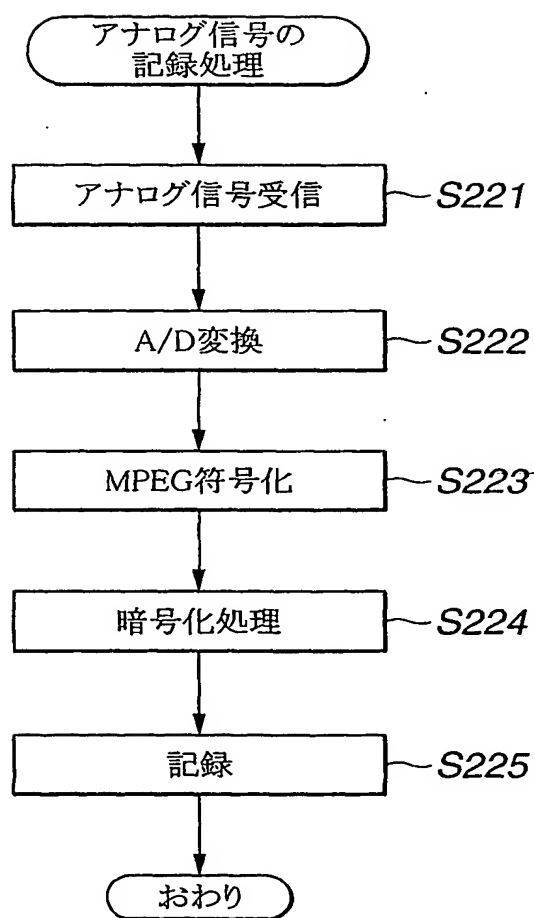 アナログ信号の
記録処理
アナログ信号受信 S221
A/D変換 S222
MPEG符号化 S223
暗号化処理 S224
記録 S225
おわり